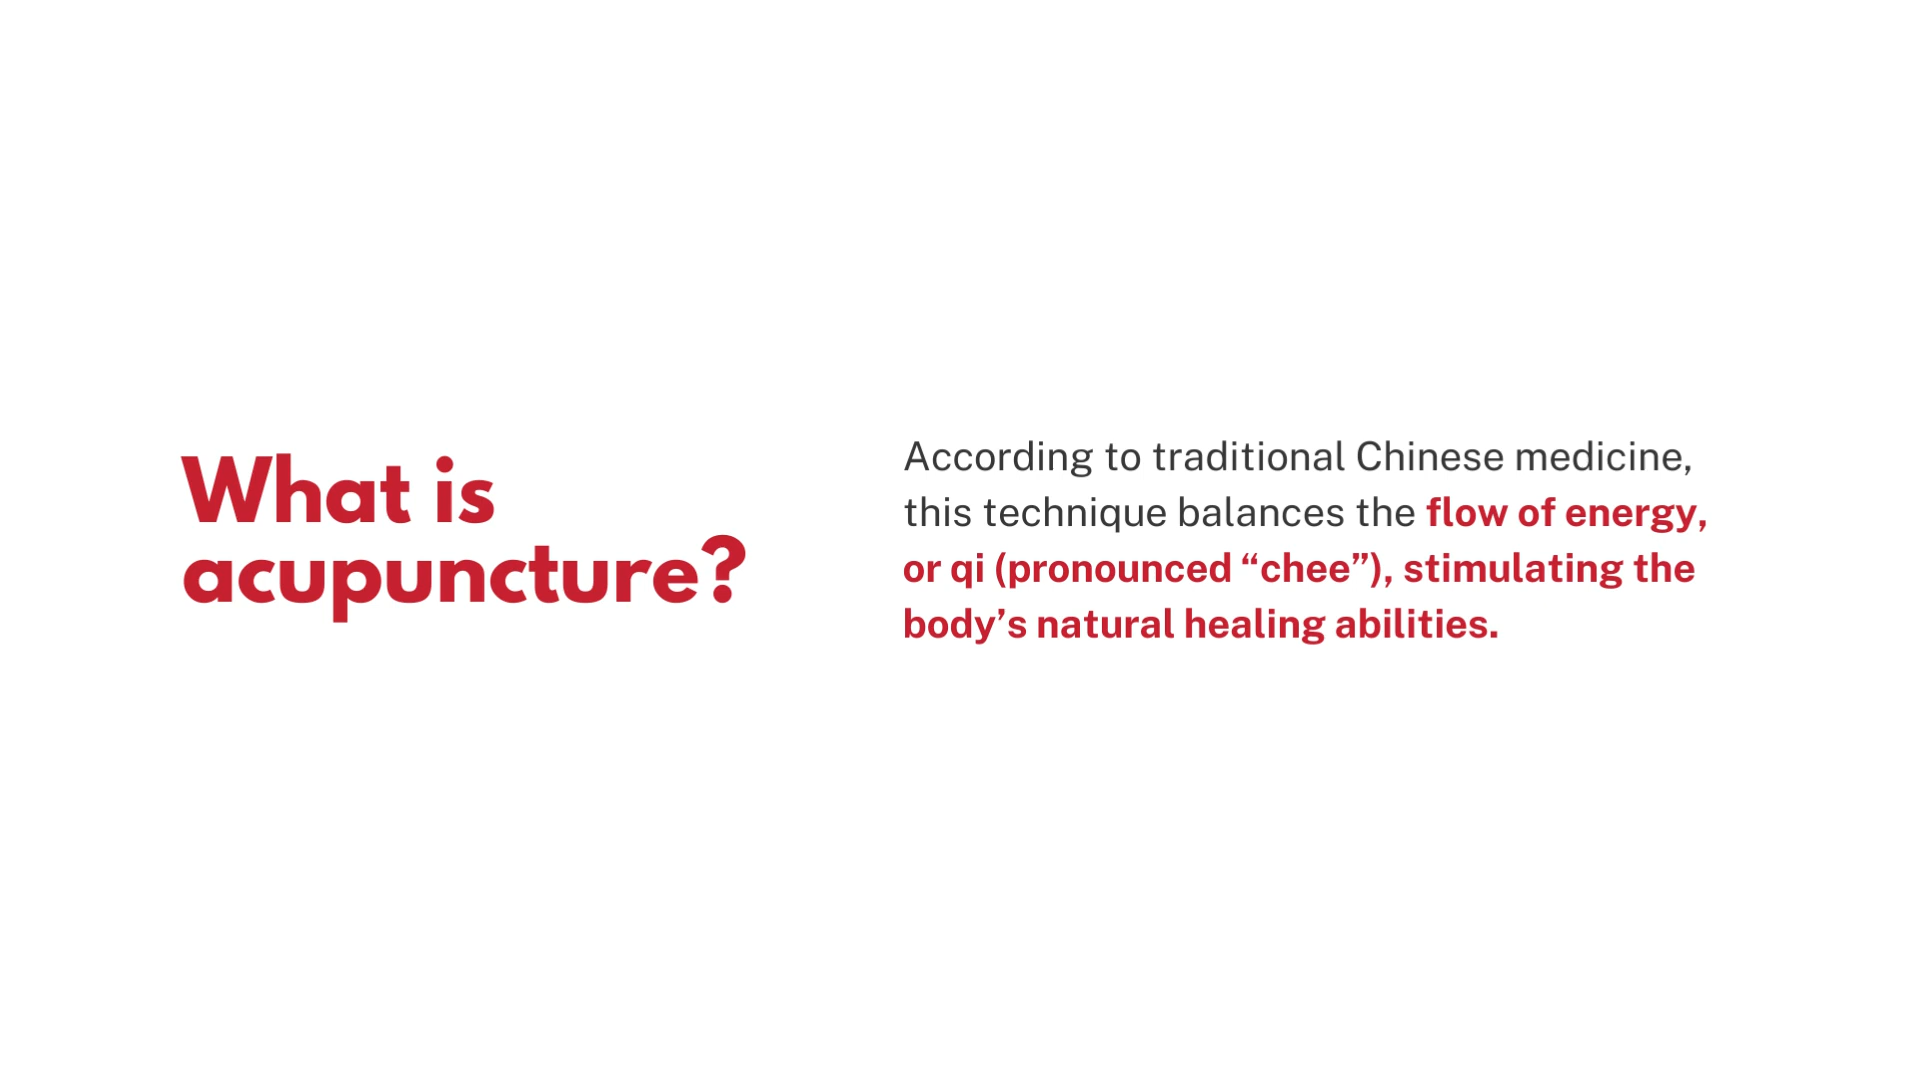 What is
acupuncture?
According to traditional Chinese medicine,
this technique balances the flow of energy,
or qi (pronounced “chee”), stimulating the
body’s natural healing abilities.